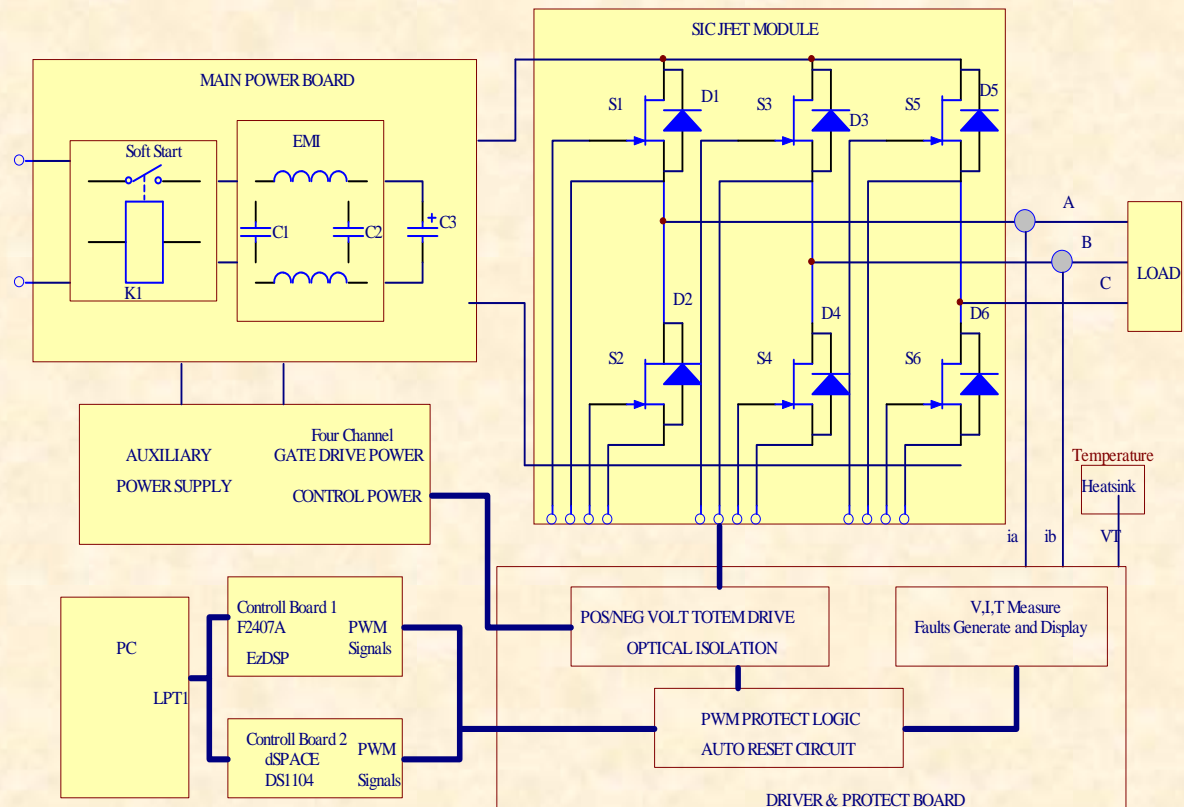 SIC JFET MODULE
MAIN POWER BOARD
Soft Start
EMI
K1
C1
C2
C3
S1
D1
S3
D3
S5
D5
S2
D2
S4
D4
S6
D6
A
B
C
LOAD
AUXILIARY
POWER SUPPLY
Four Channel
GATE DRIVE POWER
CONTROL POWER
Temperature
Heatsink
ia
ib
VT
PC
LPT1
Controll Board 1
F2407A
EzDSP
PWM
Signals
Controll Board 2
dSPACE
DS1104
PWM
Signals
POS/NEG VOLT TOTEM DRIVE
OPTICAL ISOLATION
V,I,T Measure
Faults Generate and Display
PWM PROTECT LOGIC
AUTO RESET CIRCUIT
DRIVER & PROTECT BOARD